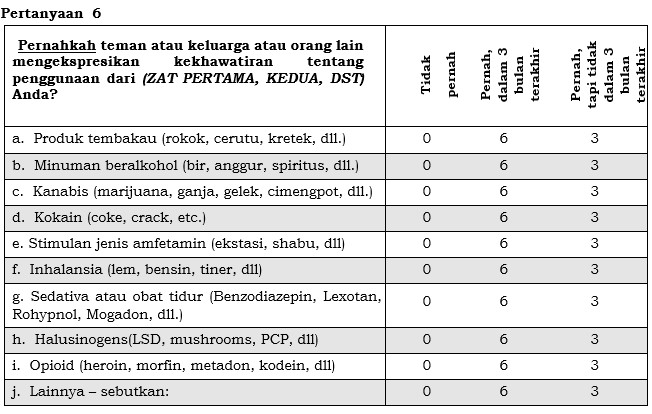 Pertanyaan 6
Pernahkah teman atau keluarga atau orang lain
mengekspresikan kekhawatiran tentang
penggunaan dari (ZAT PERTAMA, KEDUA, DST)
Anda?
Tidak
pernah
Pernah,
dalam 3
bulan
terakhir
Pernah,
tapi tidak
dalam 3
bulan
terakhir
a. Produk tembakau (rokok, cerutu, kretek, dll.) 0 6 3
b. Minuman beralkohol (bir, anggur, spiritus, dll.) 0 6 3
c. Kanabis (marijuana, ganja, gelek, cimengpot, dll.) 0 6 3
d. Kokain (coke, crack, etc.) 0 6 3
e. Stimulan jenis amfetamin (ekstasi, shabu, dll) 0 6 3
f. Inhalansia (lem, bensin, tiner, dll) 0 6 3
g. Sedativa atau obat tidur (Benzodiazepin, Lexotan,
Rohypnol, Mogadon, dll.) 0 6 3
h. Halusinogens(LSD, mushrooms, PCP, dll) 0 6 3
i. Opioid (heroin, morfin, metadon, kodein, dll) 0 6 3
j. Lainnya – sebutkan: 0 6 3